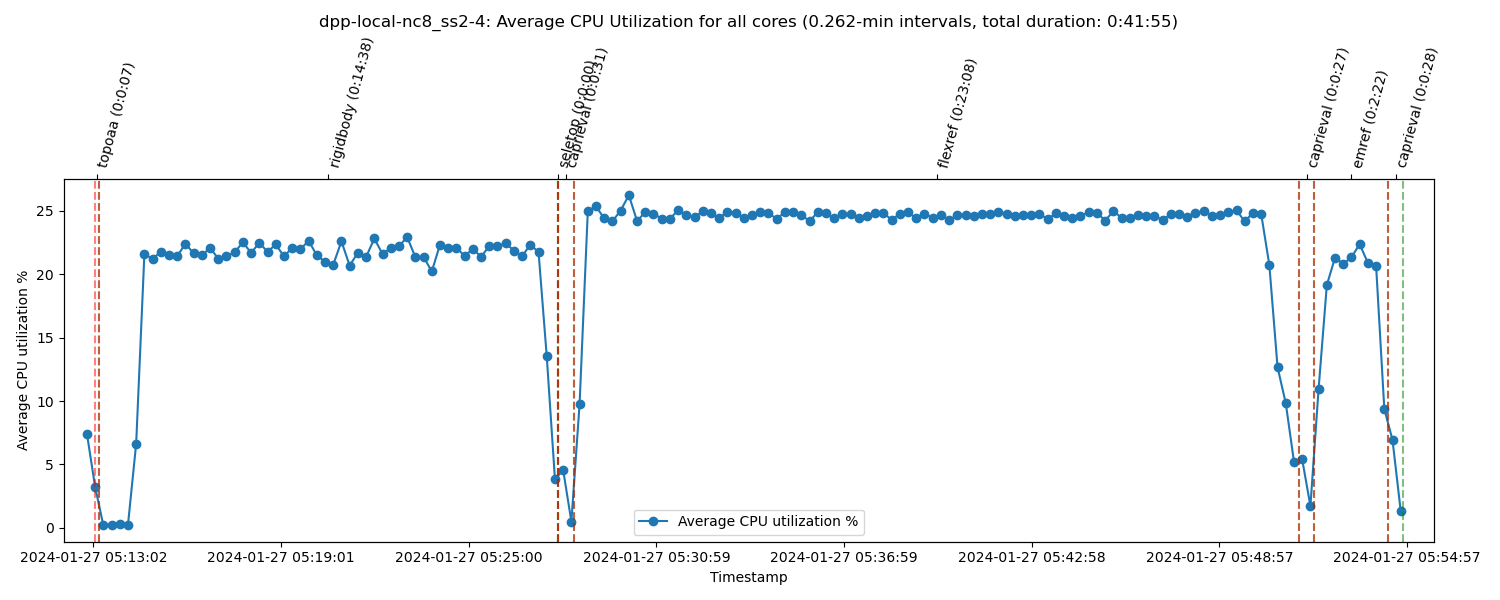 dpp-local-nc8_ss2-4: Average CPU Utilization for all cores (0.262-min intervals, total duration: 0:41:55)
topoaa (0:0:07)
rigidbody (0:14:38)
seletop (0:0:00)
caprieval (0:0:31)
flexref (0:23:08)
caprieval (0:0:27)
emref (0:2:22)
caprieval (0:0:28)
25
20
15
10
5
0
Average CPU utilization %
Average CPU utilization %
2024-01-27 05:13:02
2024-01-27 05:19:01
2024-01-27 05:25:00
2024-01-27 05:30:59
2024-01-27 05:36:59
2024-01-27 05:42:58
2024-01-27 05:48:57
2024-01-27 05:54:57
Timestamp